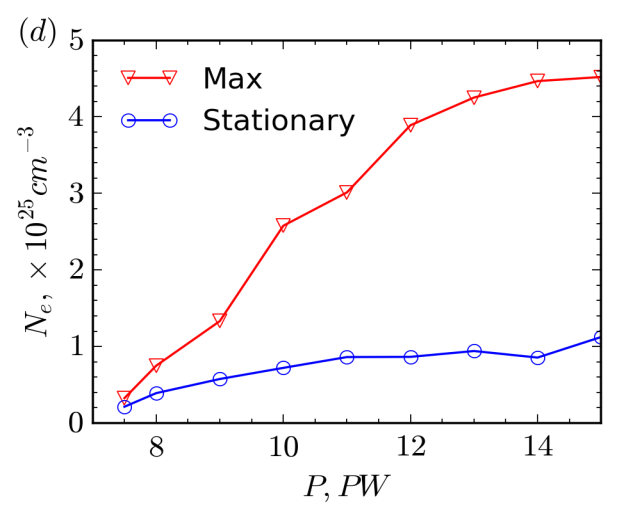 (d)
5
4
3
2
1
0
N_e, ×10^25 cm^−3
Max
Stationary
8 10 12 14
P, PW